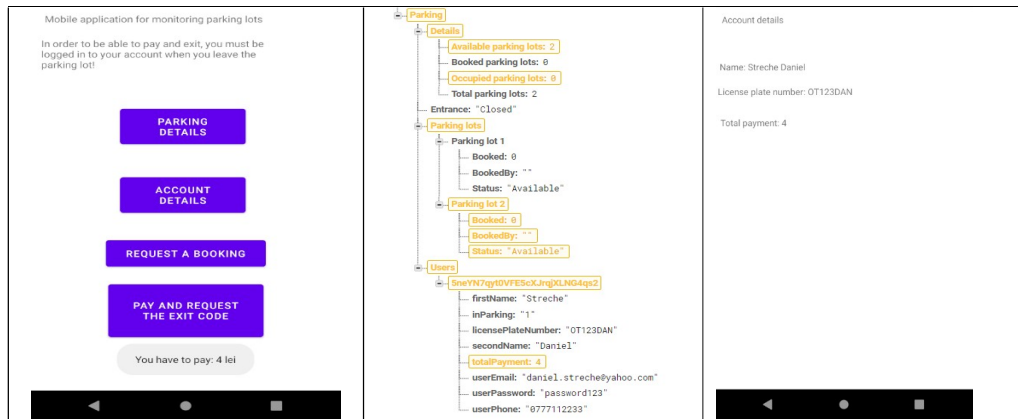 Mobile application for monitoring parking lots
In order to be able to pay and exit, you must be
logged in to your account when you leave the
parking lot!
PARKING
DETAILS
ACCOUNT
DETAILS
REQUEST A BOOKING
PAY AND REQUEST
THE EXIT CODE
You have to pay: 4 lei
Parking
Details
Available parking lots: 2
Booked parking lots: 0
Occupied parking lots: 0
Total parking lots: 2
Entrance: "Closed"
Parking lots
Parking lot 1
Booked: 0
BookedBy: ""
Status: "Available"
Parking lot 2
Booked: 0
BookedBy: ""
Status: "Available"
Users
firstName: "Streche"
inParking: "1"
licensePlateNumber: "OT123DAN"
secondName: "Daniel"
totalPayment: 4
userEmail: "daniel.streche@yahoo.com"
userPassword: "password123"
userPhone: "0777112233"
Account details
Name: Streche Daniel
License plate number: OT123DAN
Total payment: 4